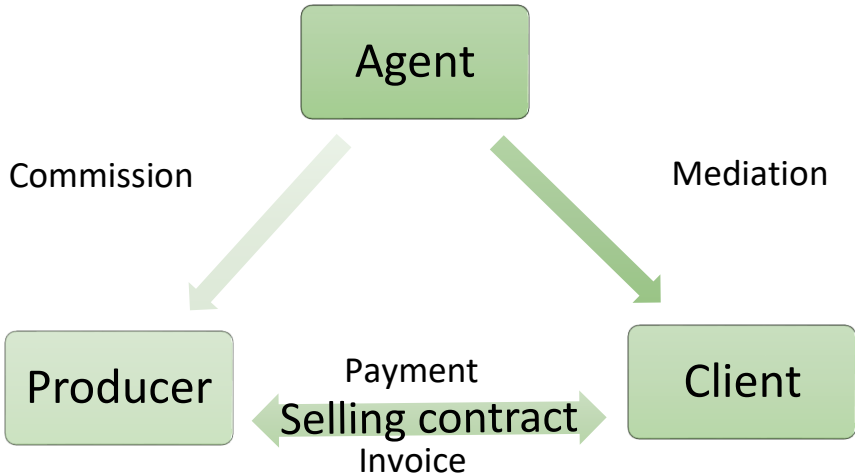 Agent
Commission
Mediation
Producer
Payment
Selling contract
Invoice
Client